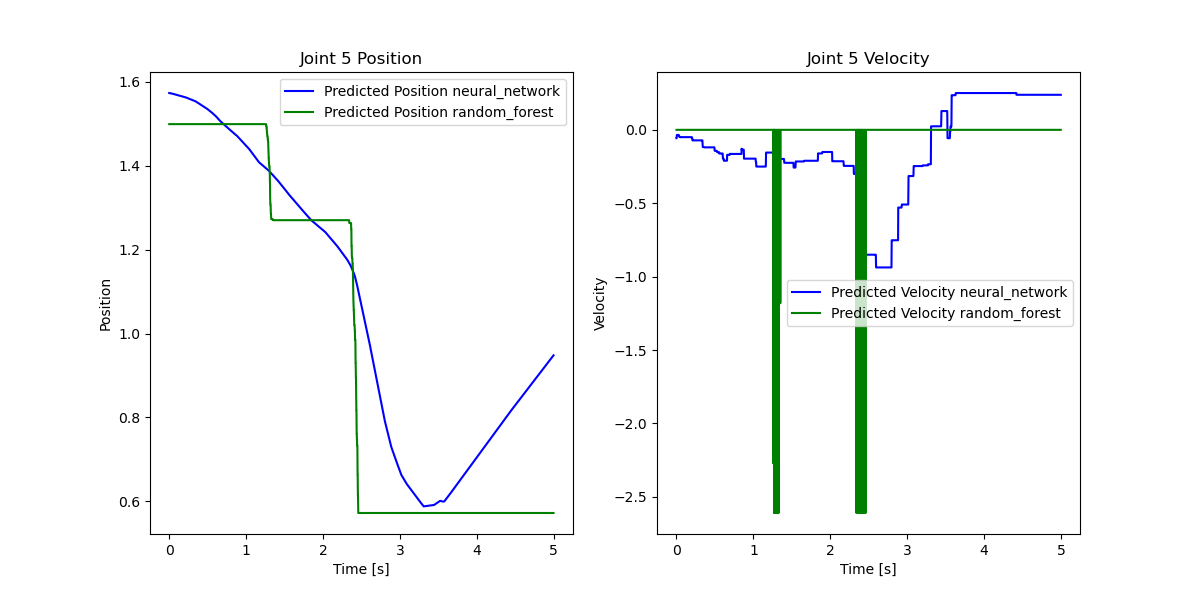 Joint 5 Position
1.6
1.4
1.2
1.0
0.8
0.6
Position
0
1
2
3
4
5
Time [s]
Predicted Position neural_network
Predicted Position random_forest
Joint 5 Velocity
0.0
−0.5
−1.0
−1.5
−2.0
−2.5
Velocity
0
1
2
3
4
5
Time [s]
Predicted Velocity neural_network
Predicted Velocity random_forest